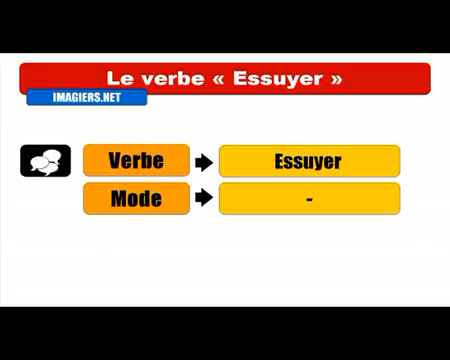 Le verbe « Essuyer »
IMAGIERS.NET
Verbe Essuyer
Mode -